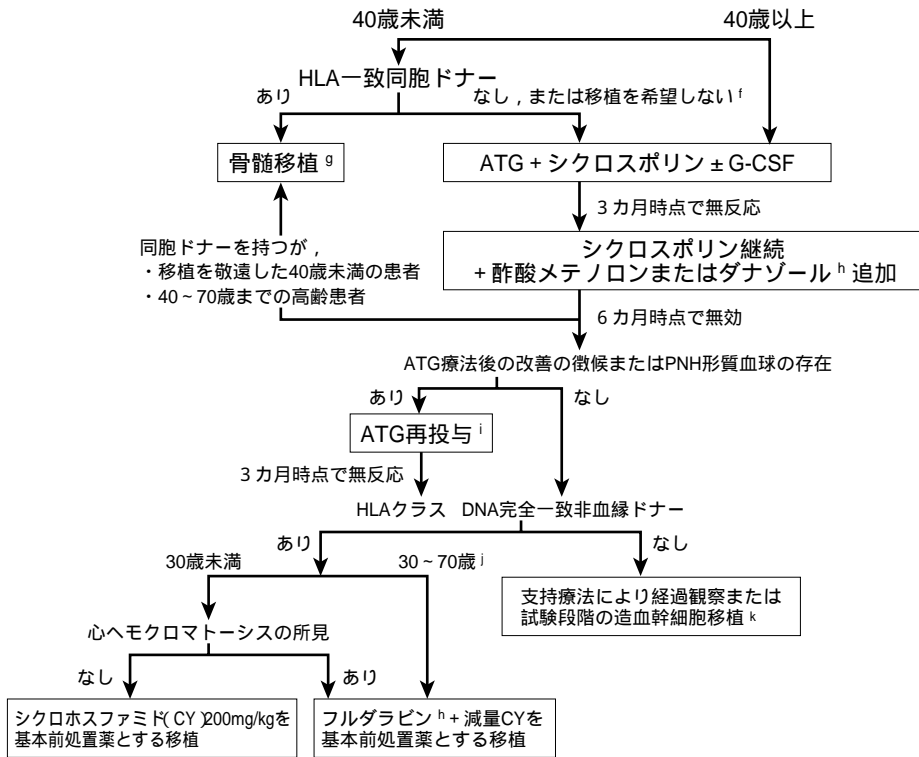 40歳未満
40歳以上
HLA一致同胞ドナー
あり
なし，または移植を希望しない f
骨髄移植 g
ATG + シクロスポリン ± G-CSF
3カ月時点で無反応
同胞ドナーを持つが，
・移植を敬遠した40歳未満の患者
・40～70歳までの高齢患者
シクロスポリン継続
+ 酢酸メテノロンまたはダナゾール h 追加
6カ月時点で無効
ATG療法後の改善の徴候またはPNH形質血球の存在
あり
なし
ATG再投与 i
3カ月時点で無反応
HLAクラス DNA完全一致非血縁ドナー
あり
なし
30歳未満
30～70歳 j
支持療法により経過観察または
試験段階の造血幹細胞移植 k
心ヘモクロマトーシスの所見
なし
あり
シクロホスファミド(CY)200mg/kgを
基本前処置薬とする移植
フルダラビン h + 減量CYを
基本前処置薬とする移植